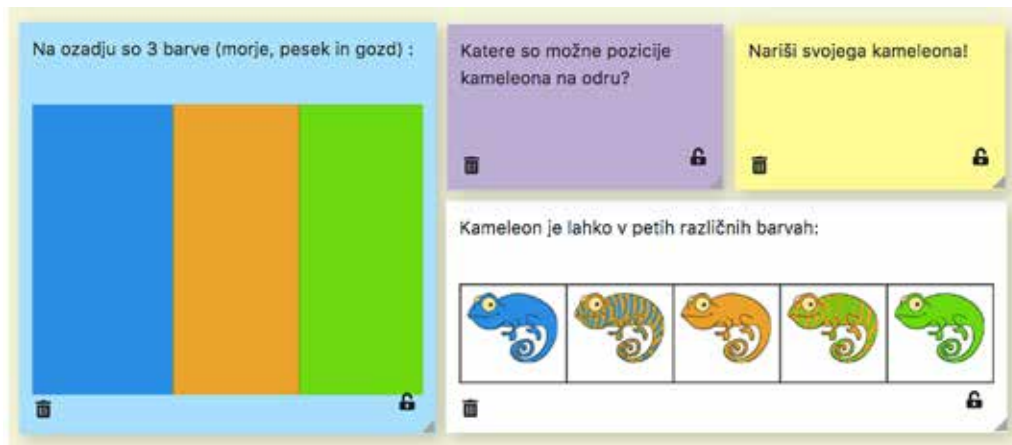 Na ozadju so 3 barve (morje, pesek in gozd) :
Katere so možne pozicije
kameleona na odru?
Nariši svojega kameleona!
Kameleon je lahko v petih različnih barvah: